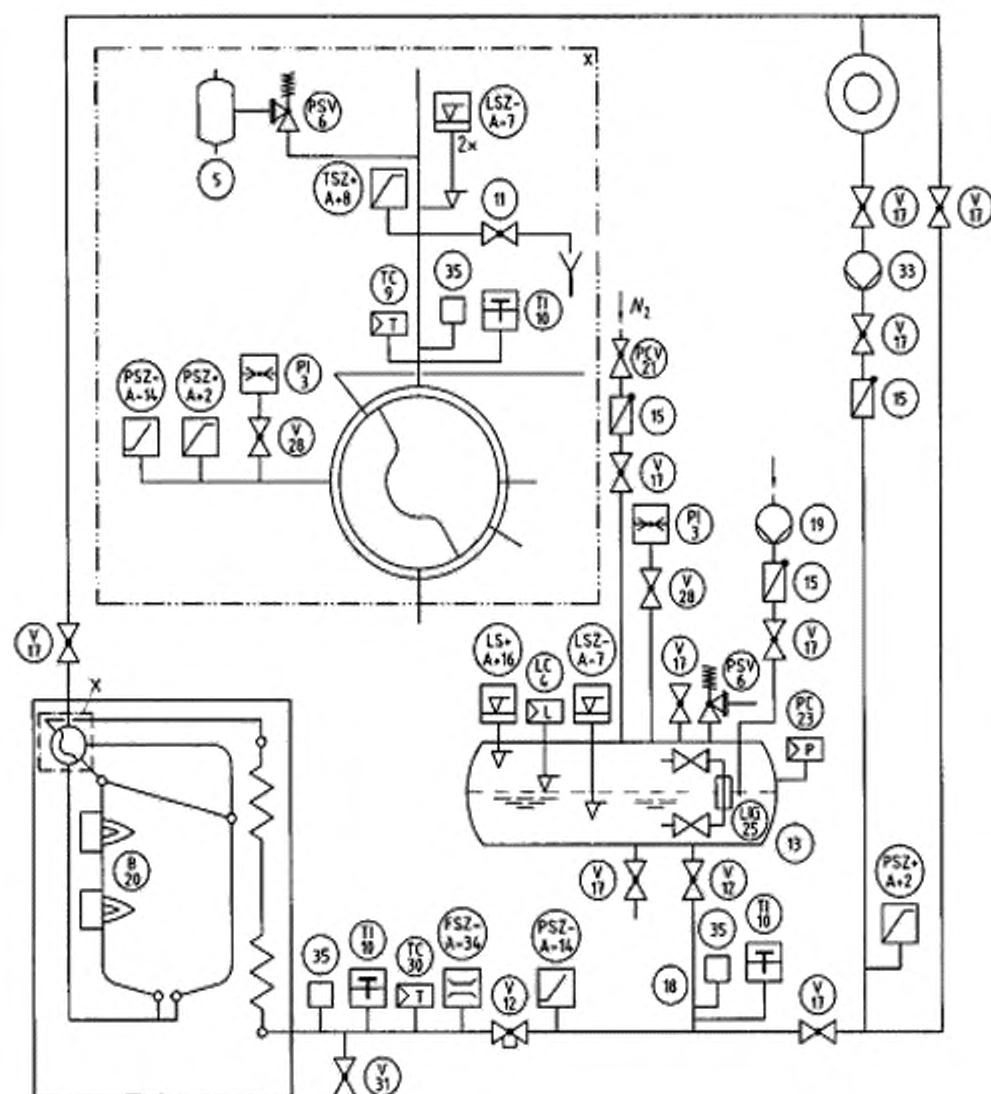 X
PSV
6
LSZ-
A-7
2x
5
TSZ+
A+8
11
V
17
V
17
TC
9
35
TI
10
T
33
N2
PCV
21
V
17
PSZ-
A-14
PSZ+
A+2
PI
3
V
28
15
15
V
17
PI
3
19
V
28
15
V
17
LS+
A+16
LC
4
LSZ-
A-7
V
17
PSV
6
V
17
L
PC
23
P
X
LIG
25
13
B
20
V
17
V
12
PSZ+
A+2
35
TI
10
TC
30
T
FSZ-
A-34
V
12
PSZ-
A-14
18
35
TI
10
V
17
V
31